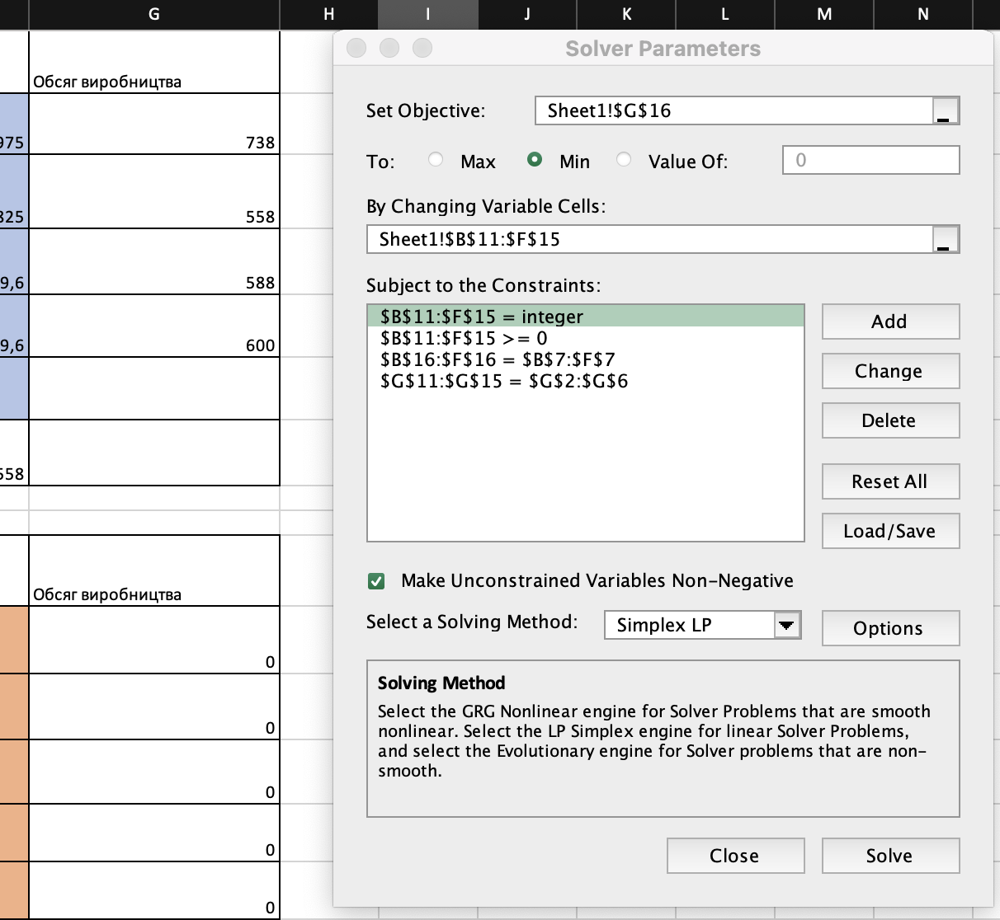 G H I J K L M N
Solver Parameters
Обсяг виробництва
Set Objective: Sheet1!$G$16
975 738
To: Max Min Value Of: 0
825 558
By Changing Variable Cells:
Sheet1!$B$11:$F$15
9,6 588
Subject to the Constraints:
$B$11:$F$15 = integer
$B$11:$F$15 >= 0
$B$16:$F$16 = $B$7:$F$7
$G$11:$G$15 = $G$2:$G$6
Add
Change
Delete
Reset All
Load/Save
9,6 600
558
Make Unconstrained Variables Non-Negative
Обсяг виробництва
Select a Solving Method: Simplex LP Options
0
Solving Method
Select the GRG Nonlinear engine for Solver Problems that are smooth
nonlinear. Select the LP Simplex engine for linear Solver Problems,
and select the Evolutionary engine for Solver problems that are non-
smooth.
0
0
0
Close Solve
0